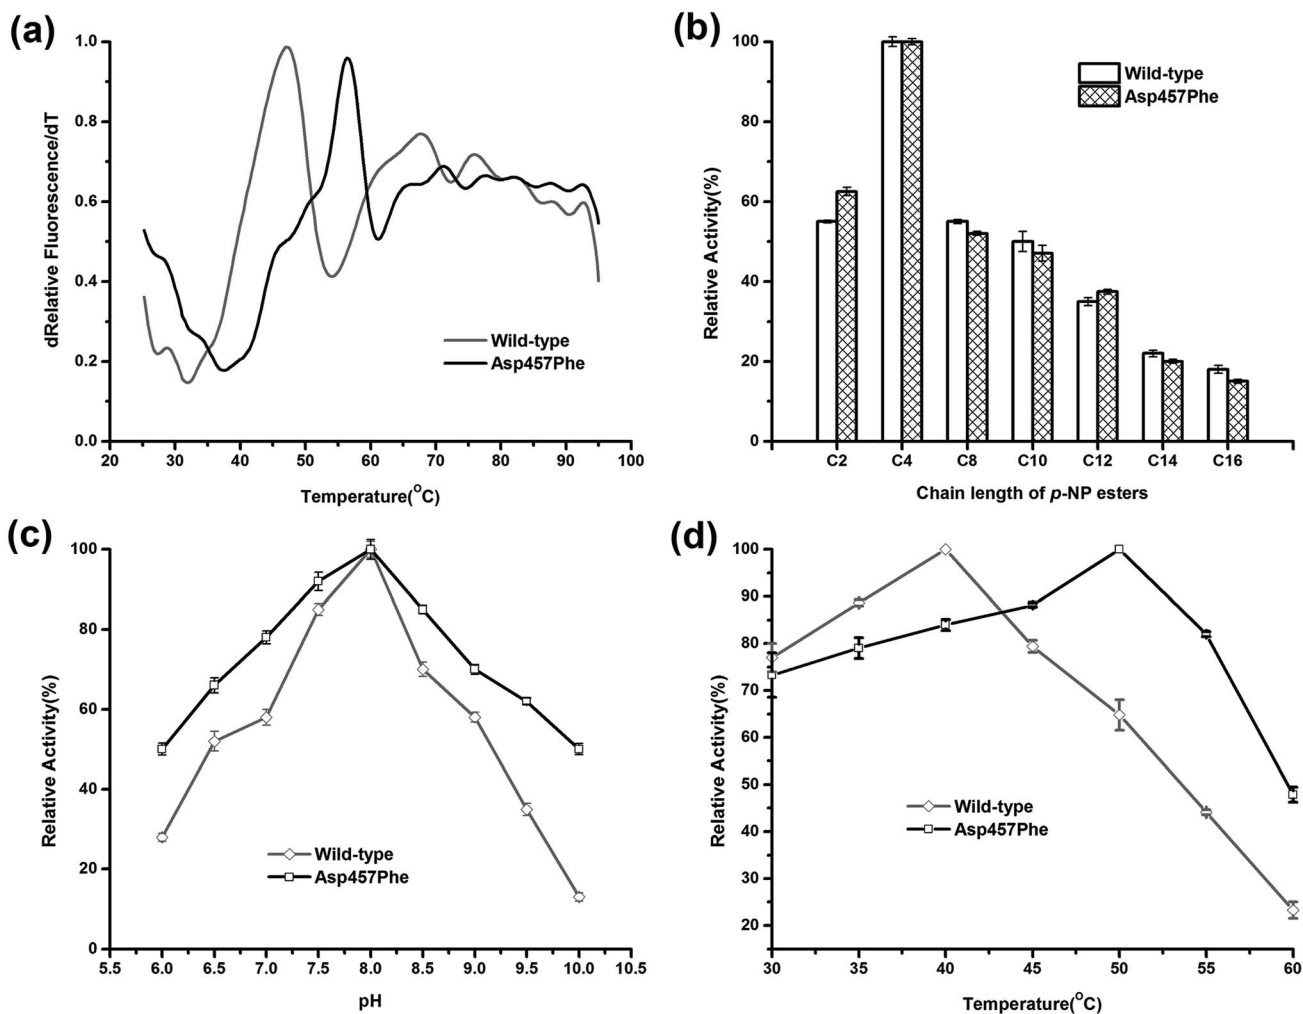 (a)
1.0
0.8
0.6
0.4
0.2
0.0
dRelative Fluorescence/dT
Wild-type
Asp457Phe
20 30 40 50 60 70 80 90 100
Temperature(OC)
(b)
100
80
60
40
20
0
Relative Activity(%)
Wild-type
Asp457Phe
C2 C4 C8 C10 C12 C14 C16
Chain length of p-NP esters
(c)
100
80
60
40
20
0
Relative Activity(%)
Wild-type
Asp457Phe
5.5 6.0 6.5 7.0 7.5 8.0 8.5 9.0 9.5 10.0 10.5
pH
(d)
100
90
80
70
60
50
40
30
20
Relative Activity(%)
Wild-type
Asp457Phe
30 35 40 45 50 55 60
Temperature(OC)